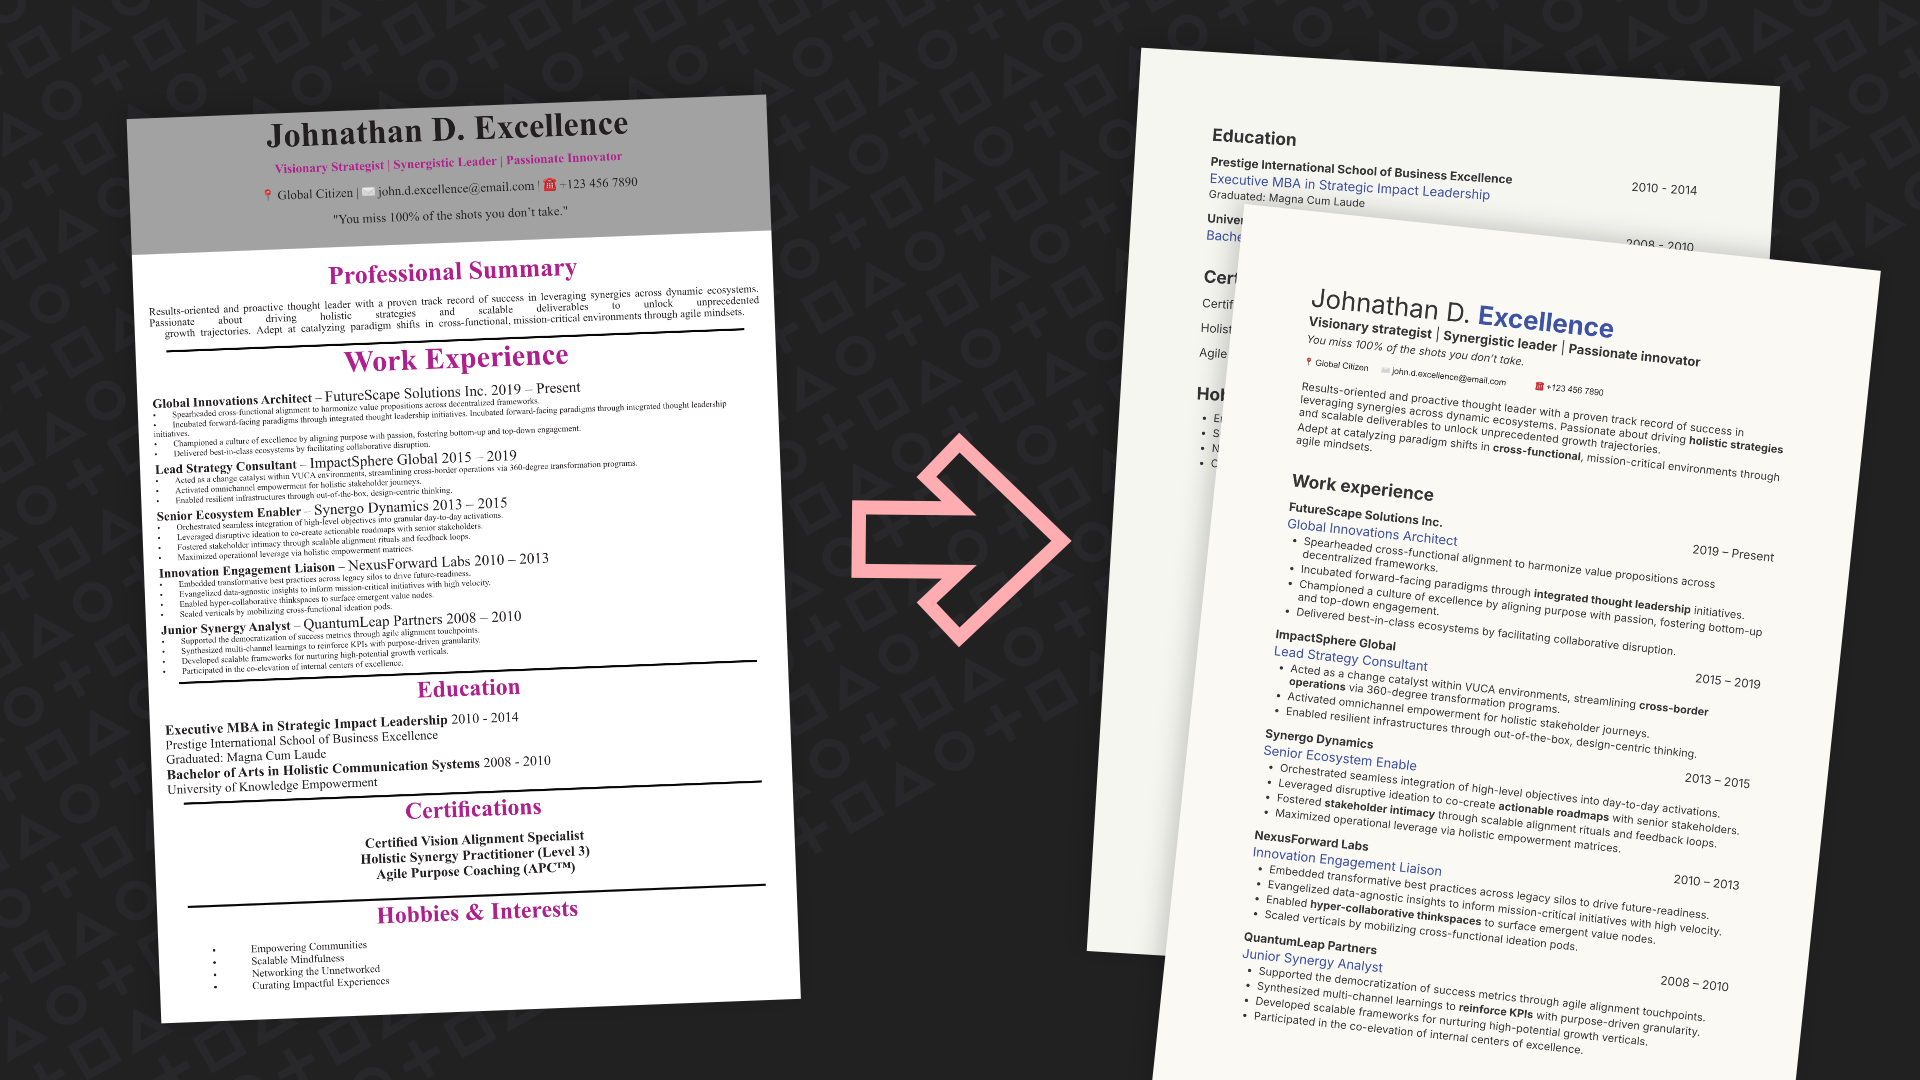 Johnathan D. Excellence
Visionary Strategist | Synergistic Leader | Passionate Innovator
📍 Global Citizen | ✉️ john.d.excellence@email.com | ☎️ +123 456 7890
"You miss 100% of the shots you don't take."
Professional Summary
Results-oriented and proactive thought leader with a proven track record of success in leveraging synergies across dynamic ecosystems.
Passionate about driving holistic strategies and scalable deliverables to unlock unprecedented
growth trajectories. Adept at catalyzing paradigm shifts in cross-functional, mission-critical environments through agile mindsets.
Work Experience
Global Innovations Architect – FutureScape Solutions Inc. 2019 – Present
• Spearheaded cross-functional alignment to harmonize value propositions across decentralized frameworks.
• Incubated forward-facing paradigms through integrated thought leadership initiatives. Incubated forward-facing paradigms through integrated thought leadership
initiatives.
• Championed a culture of excellence by aligning purpose with passion, fostering bottom-up and top-down engagement.
• Delivered best-in-class ecosystems by facilitating collaborative disruption.
Lead Strategy Consultant – ImpactSphere Global 2015 – 2019
• Acted as a change catalyst within VUCA environments, streamlining cross-border operations via 360-degree transformation programs.
• Activated omnichannel empowerment for holistic stakeholder journeys.
• Enabled resilient infrastructures through out-of-the-box, design-centric thinking.
Senior Ecosystem Enabler – Synergo Dynamics 2013 – 2015
• Orchestrated seamless integration of high-level objectives into granular day-to-day activations.
• Leveraged disruptive ideation to co-create actionable roadmaps with senior stakeholders.
• Fostered stakeholder intimacy through scalable alignment rituals and feedback loops.
• Maximized operational leverage via holistic empowerment matrices.
Innovation Engagement Liaison – NexusForward Labs 2010 – 2013
• Embedded transformative best practices across legacy silos to drive future-readiness.
• Evangelized data-agnostic insights to inform mission-critical initiatives with high velocity.
• Enabled hyper-collaborative thinkspaces to surface emergent value nodes.
• Scaled verticals by mobilizing cross-functional ideation pods.
Junior Synergy Analyst – QuantumLeap Partners 2008 – 2010
• Supported the democratization of success metrics through agile alignment touchpoints.
• Synthesized multi-channel learnings to reinforce KPIs with purpose-driven granularity.
• Developed scalable frameworks for nurturing high-potential growth verticals.
• Participated in the co-elevation of internal centers of excellence.
Education
Executive MBA in Strategic Impact Leadership 2010 - 2014
Prestige International School of Business Excellence
Graduated: Magna Cum Laude
Bachelor of Arts in Holistic Communication Systems 2008 - 2010
University of Knowledge Empowerment
Certifications
Certified Vision Alignment Specialist
Holistic Synergy Practitioner (Level 3)
Agile Purpose Coaching (APC™)
Hobbies & Interests
• Empowering Communities
• Scalable Mindfulness
• Networking the Unnetworked
• Curating Impactful Experiences
Education
Prestige International School of Business Excellence
Executive MBA in Strategic Impact Leadership 2010 - 2014
Graduated: Magna Cum Laude
Univer
Bache 2008 - 2010
Cert
Certif
Holist
Agile
Hob
• E
• S
• N
• C
Johnathan D. Excellence
Visionary strategist | Synergistic leader | Passionate innovator
You miss 100% of the shots you don't take.
📍 Global Citizen ✉️ john.d.excellence@email.com ☎️ +123 456 7890
Results-oriented and proactive thought leader with a proven track record of success in
leveraging synergies across dynamic ecosystems. Passionate about driving holistic strategies
and scalable deliverables to unlock unprecedented growth trajectories.
Adept at catalyzing paradigm shifts in cross-functional, mission-critical environments through
agile mindsets.
Work experience
FutureScape Solutions Inc.
Global Innovations Architect 2019 – Present
• Spearheaded cross-functional alignment to harmonize value propositions across
decentralized frameworks.
• Incubated forward-facing paradigms through integrated thought leadership initiatives.
• Championed a culture of excellence by aligning purpose with passion, fostering bottom-up
and top-down engagement.
• Delivered best-in-class ecosystems by facilitating collaborative disruption.
ImpactSphere Global
Lead Strategy Consultant 2015 – 2019
• Acted as a change catalyst within VUCA environments, streamlining cross-border
operations via 360-degree transformation programs.
• Activated omnichannel empowerment for holistic stakeholder journeys.
• Enabled resilient infrastructures through out-of-the-box, design-centric thinking.
Synergo Dynamics
Senior Ecosystem Enable 2013 – 2015
• Orchestrated seamless integration of high-level objectives into day-to-day activations.
• Leveraged disruptive ideation to co-create actionable roadmaps with senior stakeholders.
• Fostered stakeholder intimacy through scalable alignment rituals and feedback loops.
• Maximized operational leverage via holistic empowerment matrices.
NexusForward Labs
Innovation Engagement Liaison 2010 – 2013
• Embedded transformative best practices across legacy silos to drive future-readiness.
• Evangelized data-agnostic insights to inform mission-critical initiatives with high velocity.
• Enabled hyper-collaborative thinkspaces to surface emergent value nodes.
• Scaled verticals by mobilizing cross-functional ideation pods.
QuantumLeap Partners
Junior Synergy Analyst 2008 – 2010
• Supported the democratization of success metrics through agile alignment touchpoints.
• Synthesized multi-channel learnings to reinforce KPIs with purpose-driven granularity.
• Developed scalable frameworks for nurturing high-potential growth verticals.
• Participated in the co-elevation of internal centers of excellence.